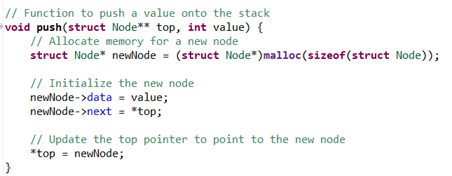 // Function to push a value onto the stack
void push(struct Node** top, int value) {
    // Allocate memory for a new node
    struct Node* newNode = (struct Node*)malloc(sizeof(struct Node));

    // Initialize the new node
    newNode->data = value;
    newNode->next = *top;

    // Update the top pointer to point to the new node
    *top = newNode;
}